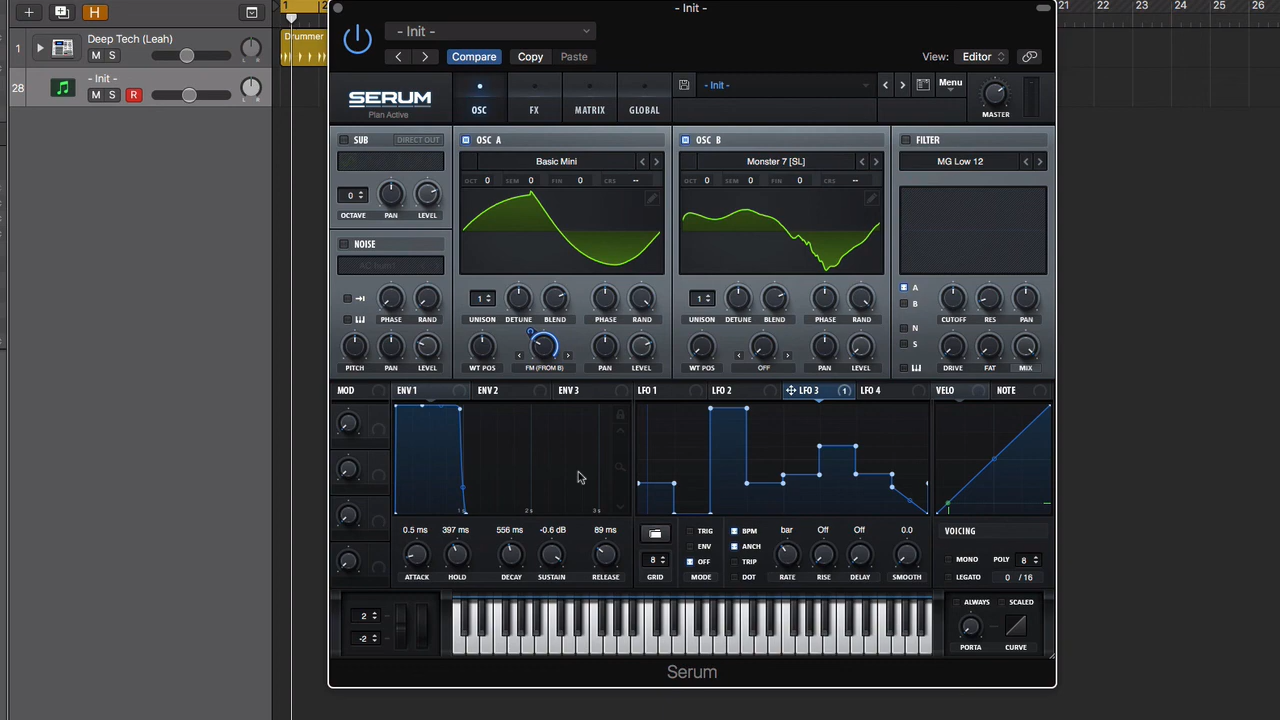 - Init -
1
21 22 23 24 25 26
H
1 Deep Tech (Leah)
M S
L R
Drummer
28 - Init -
M S R
L R
- Init -
Compare Copy Paste
View: Editor
SERUM
Plan Active
OSC FX MATRIX GLOBAL
- Init -
Menu
MASTER
SUB DIRECT OUT
OSC A
OSC B
FILTER
Basic Mini
Monster 7 [SL]
MG Low 12
OCT 0 SEM 0 FIN 0 CRS --
OCT 0 SEM 0 FIN 0 CRS --
0
OCTAVE PAN LEVEL
NOISE
AC hum1
PHASE RAND
PITCH PAN LEVEL
1
UNISON DETUNE BLEND PHASE RAND
WT POS FM (FROM B) PAN LEVEL
1
UNISON DETUNE BLEND PHASE RAND
WT POS OFF PAN LEVEL
A
B
N
S
CUTOFF RES PAN
DRIVE FAT MIX
MOD ENV 1 ENV 2 ENV 3 LFO 1 LFO 2 LFO 3 1 LFO 4 VELO NOTE
1 s 2 s 3 s
0.5 ms 397 ms 556 ms -0.6 dB 89 ms
ATTACK HOLD DECAY SUSTAIN RELEASE
8
GRID
TRIG
ENV
OFF
MODE
BPM
ANCH
TRIP
DOT
bar Off Off 0.0
RATE RISE DELAY SMOOTH
VOICING
MONO POLY 8
LEGATO 0 / 16
2
-2
ALWAYS SCALED
PORTA CURVE
Serum